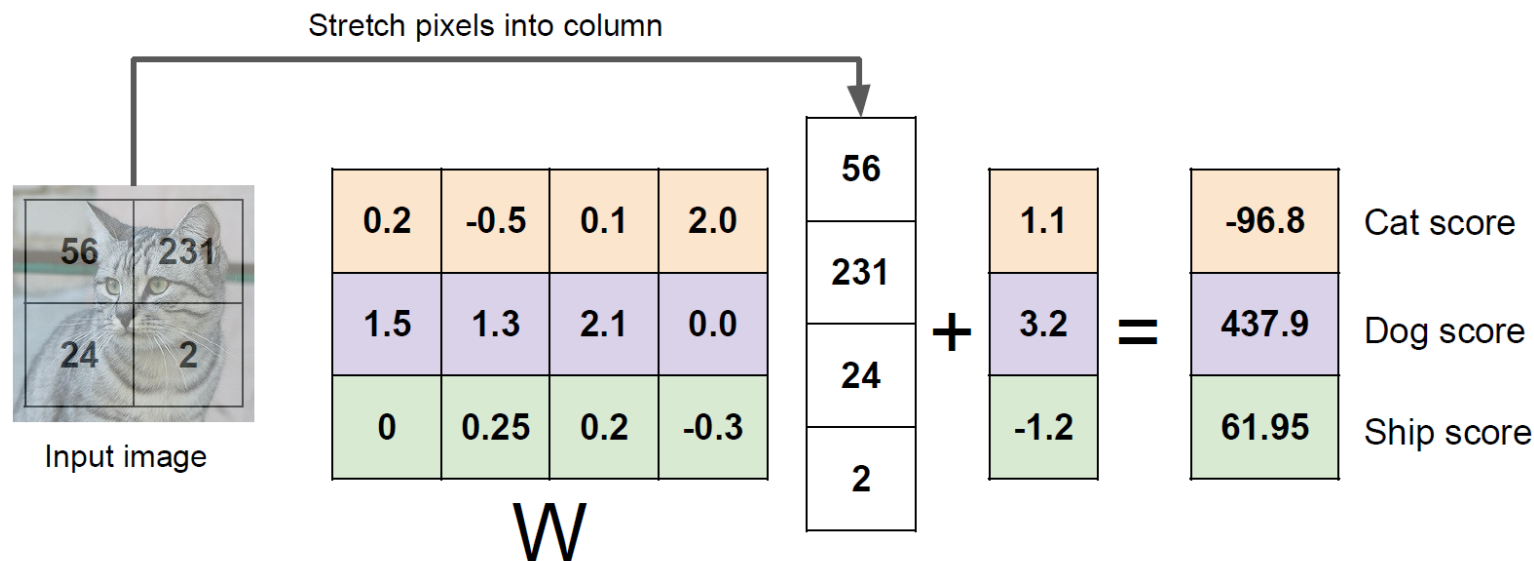 Stretch pixels into column
56 231
24 2
Input image
0.2 -0.5 0.1 2.0
1.5 1.3 2.1 0.0
0 0.25 0.2 -0.3
W
56
231
24
2
+
1.1
3.2
-1.2
=
-96.8 Cat score
437.9 Dog score
61.95 Ship score